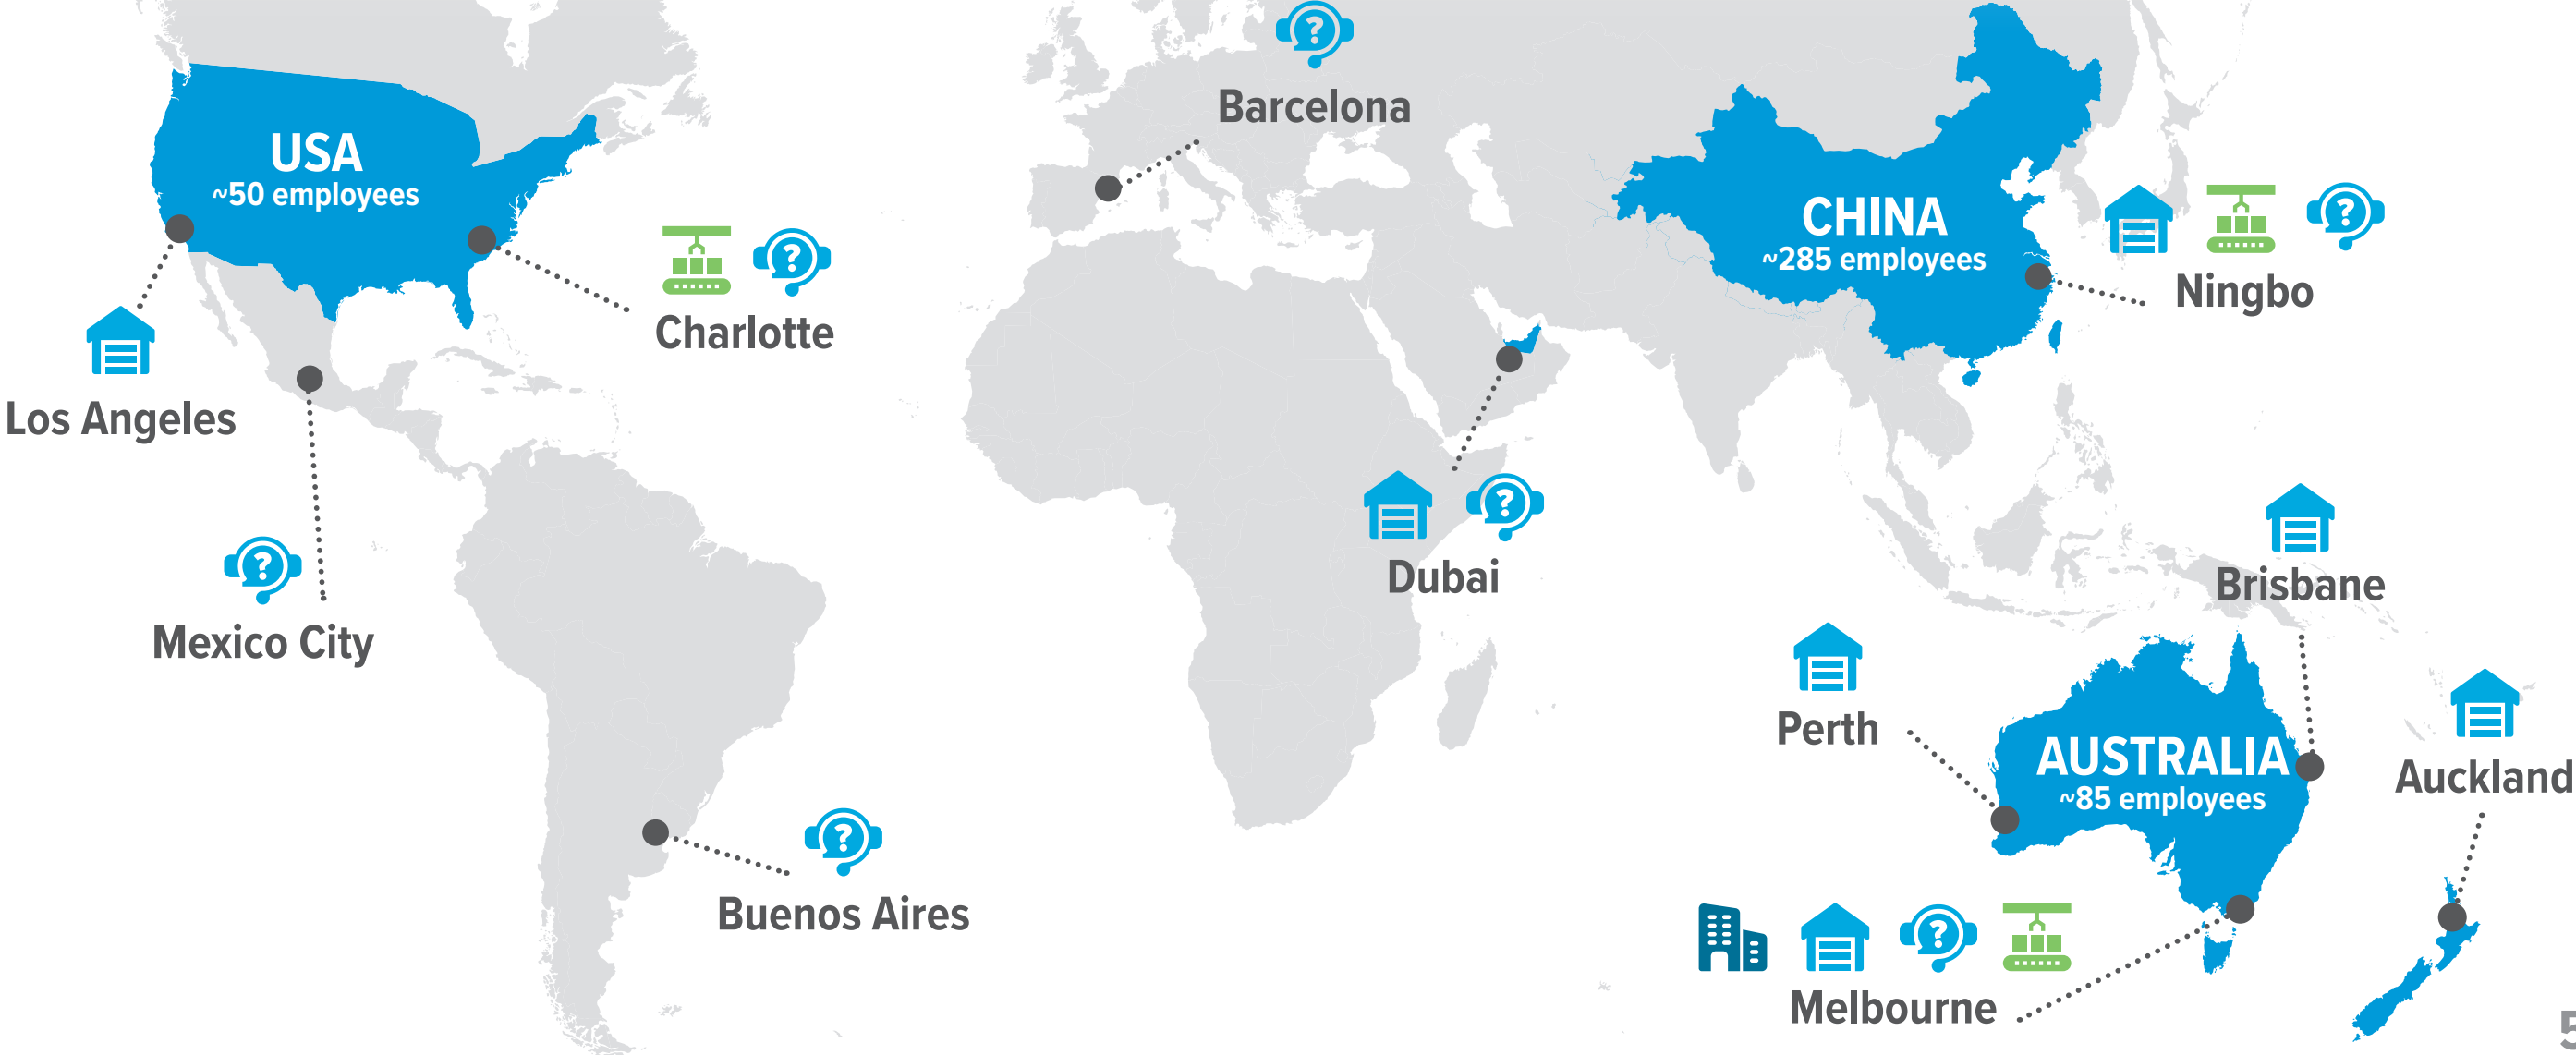 Barcelona
USA
~50 employees
CHINA
~285 employees
Ningbo
Charlotte
Los Angeles
Dubai
Brisbane
Mexico City
Perth
AUSTRALIA
~85 employees
Auckland
Buenos Aires
Melbourne
5